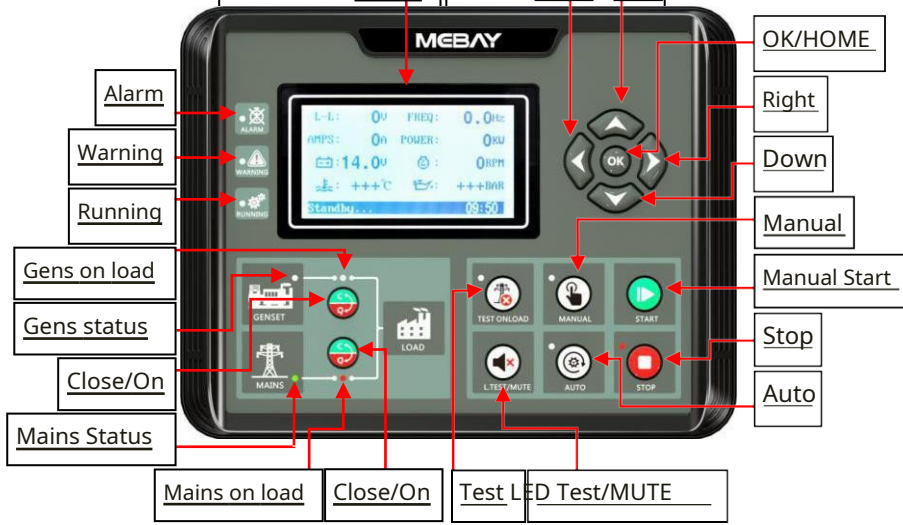 MEBAY
OK/HOME
Alarm
Right
ALARM
L-L: 0V FREQ: 0.0Hz
AMPS: 0A POWER: 0KW
14.0V : 0RPM
: +++℃ : +++BAR
Standby... 09:50
OK
Warning
WARNING
Down
Running
RUNNING
Manual
Gens on load
Manual Start
GENSET
LOAD
TEST ONLOAD
MANUAL
START
Gens status
Stop
Close/On
MAINS
L.TEST/MUTE
AUTO
STOP
Auto
Mains Status
Mains on load
Close/On
Test LED Test/MUTE